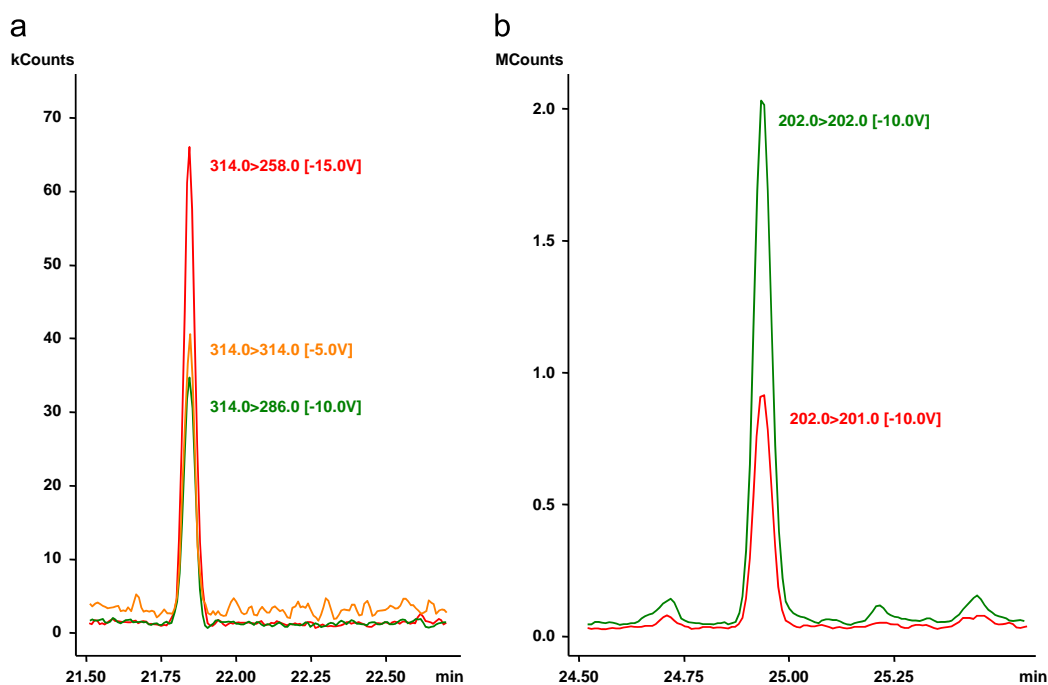 a
kCounts
70
60
50
40
30
20
10
0
314.0>258.0 [-15.0V]
314.0>314.0 [-5.0V]
314.0>286.0 [-10.0V]
21.50 21.75 22.00 22.25 22.50 min
b
MCounts
2.0
1.5
1.0
0.5
0.0
202.0>202.0 [-10.0V]
202.0>201.0 [-10.0V]
24.50 24.75 25.00 25.25 min